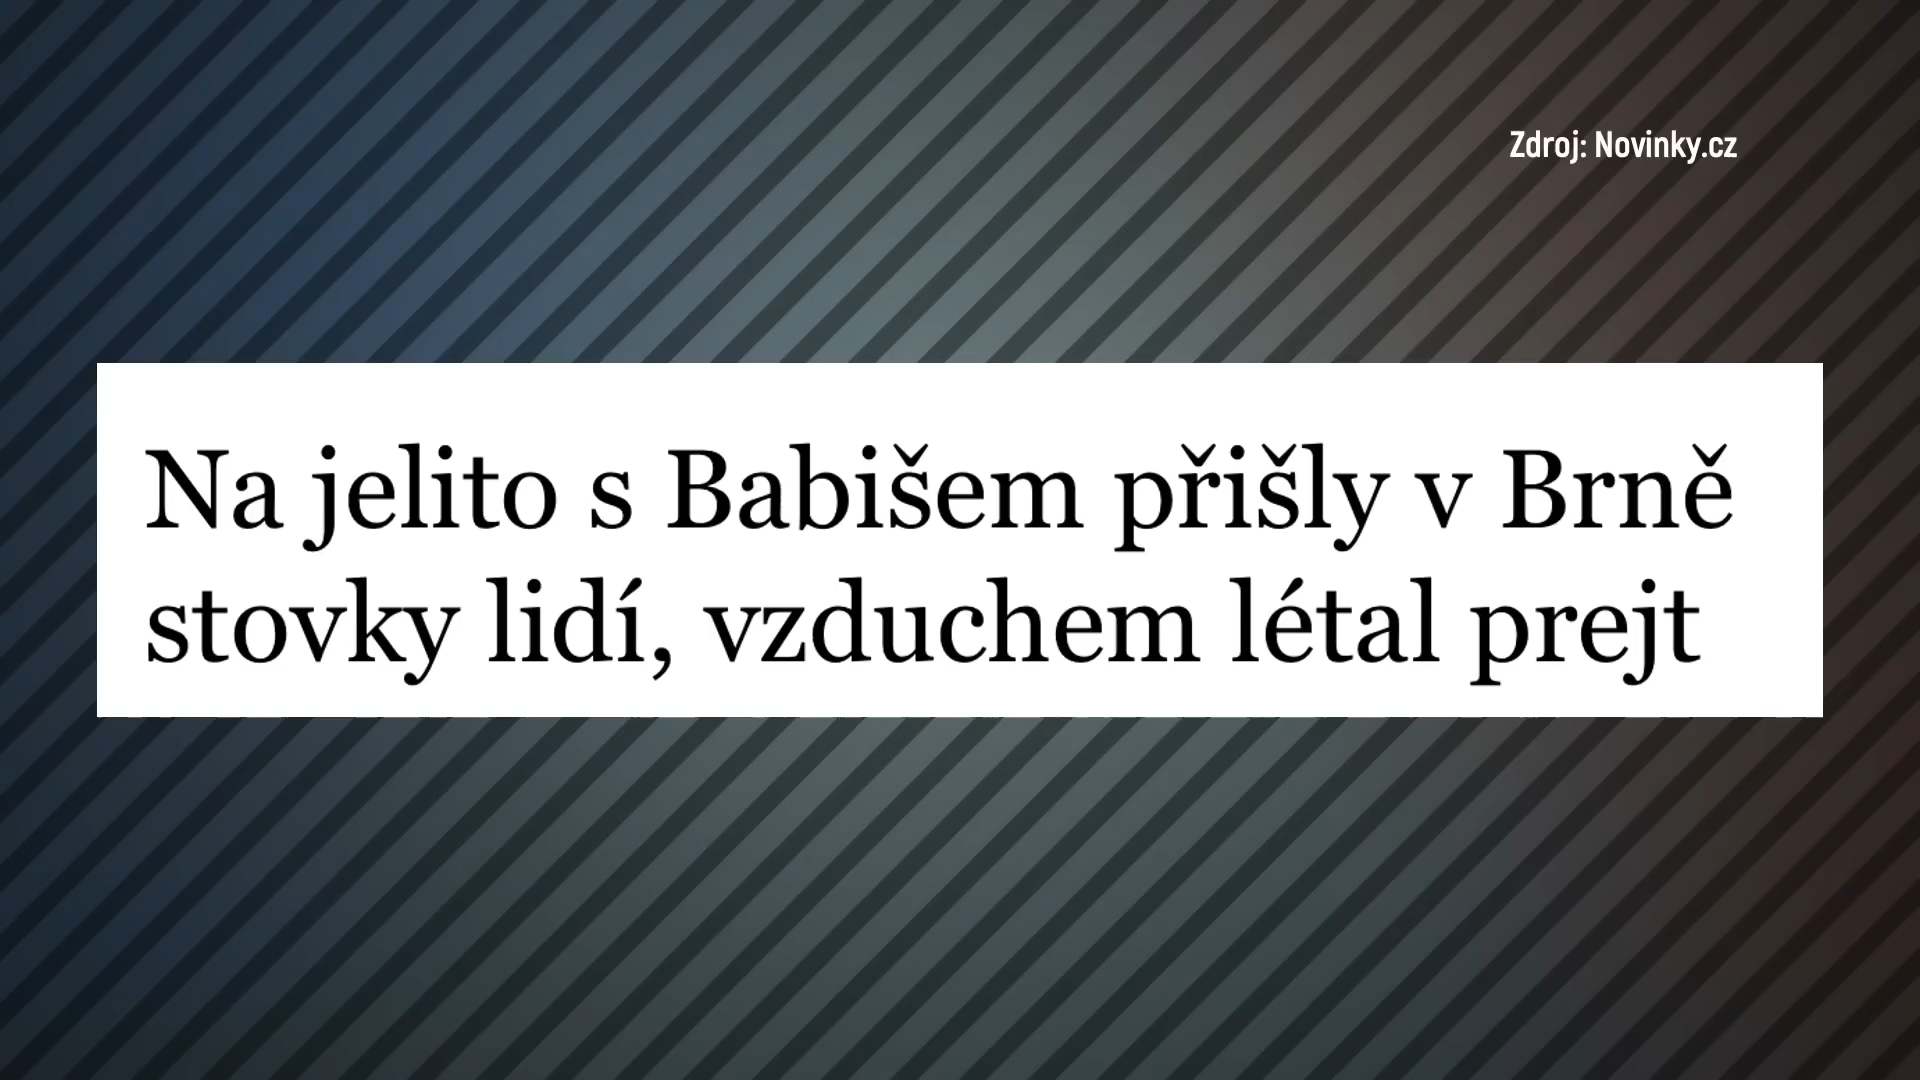 Zdroj: Novinky.cz
Na jelito s Babišem přišly v Brně
stovky lidí, vzduchem létal prejt